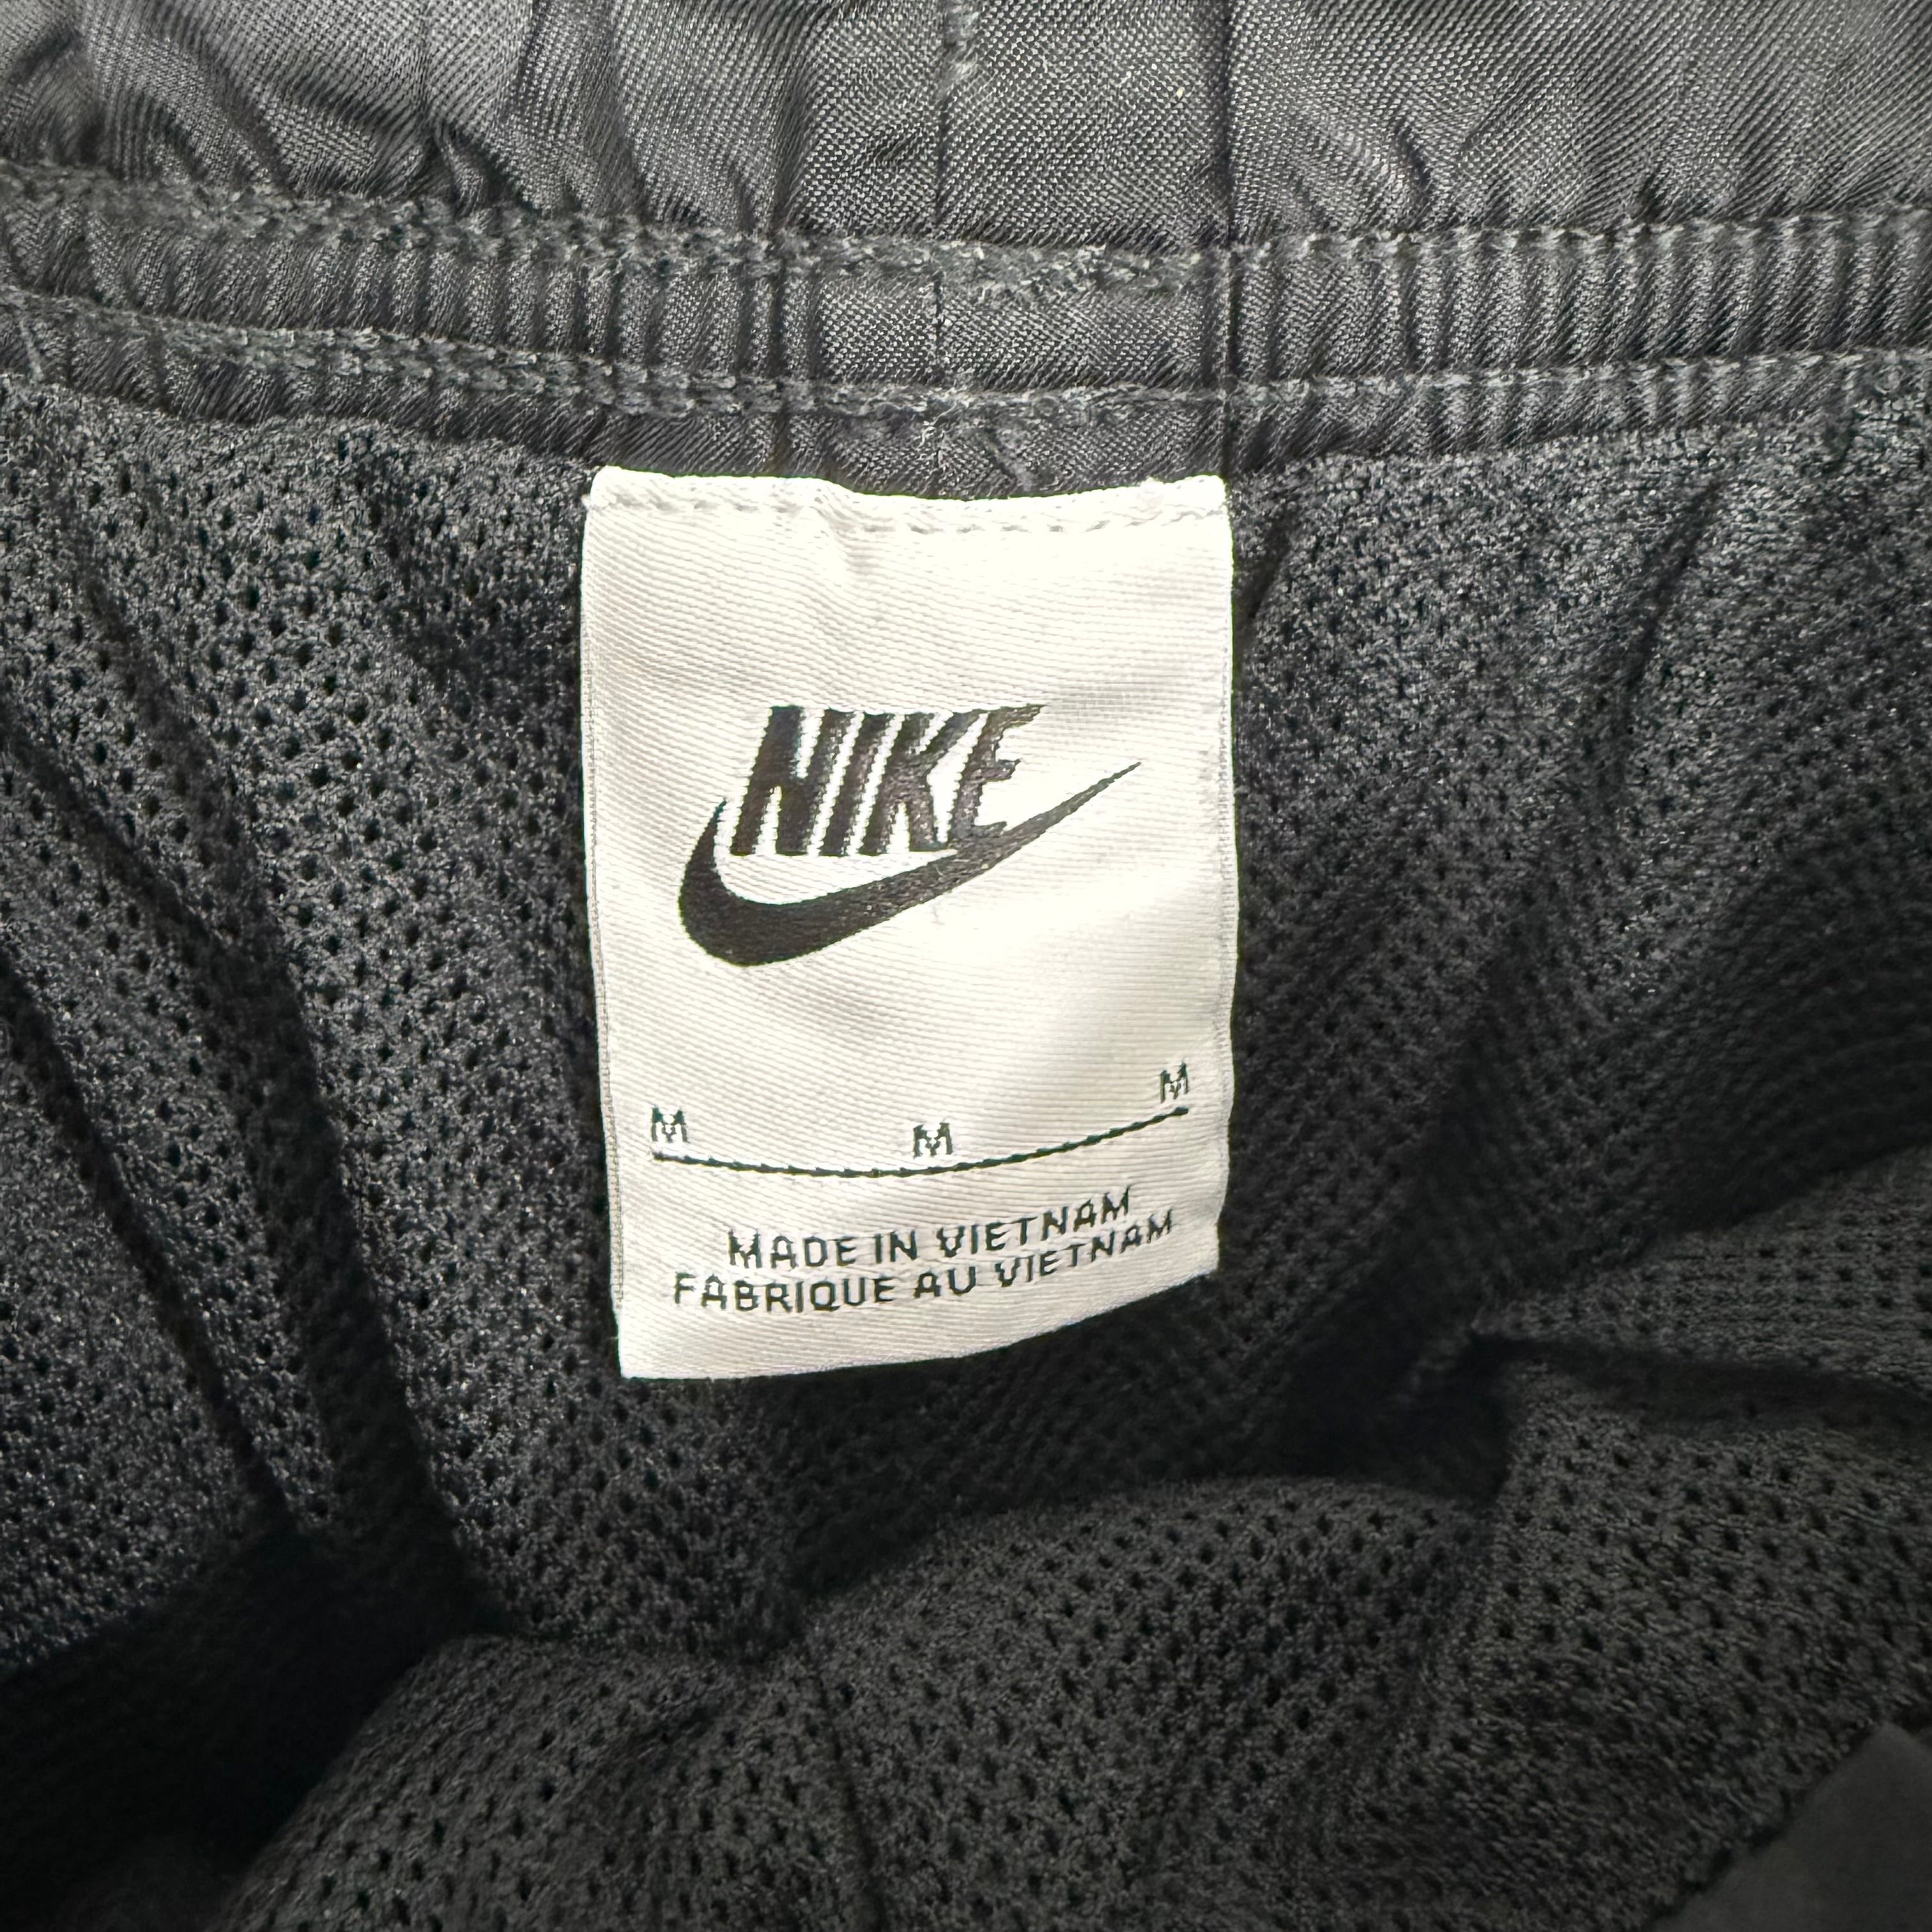 NIKE
M M M
MADE IN VIETNAM
FABRIQUE AU VIETNAM